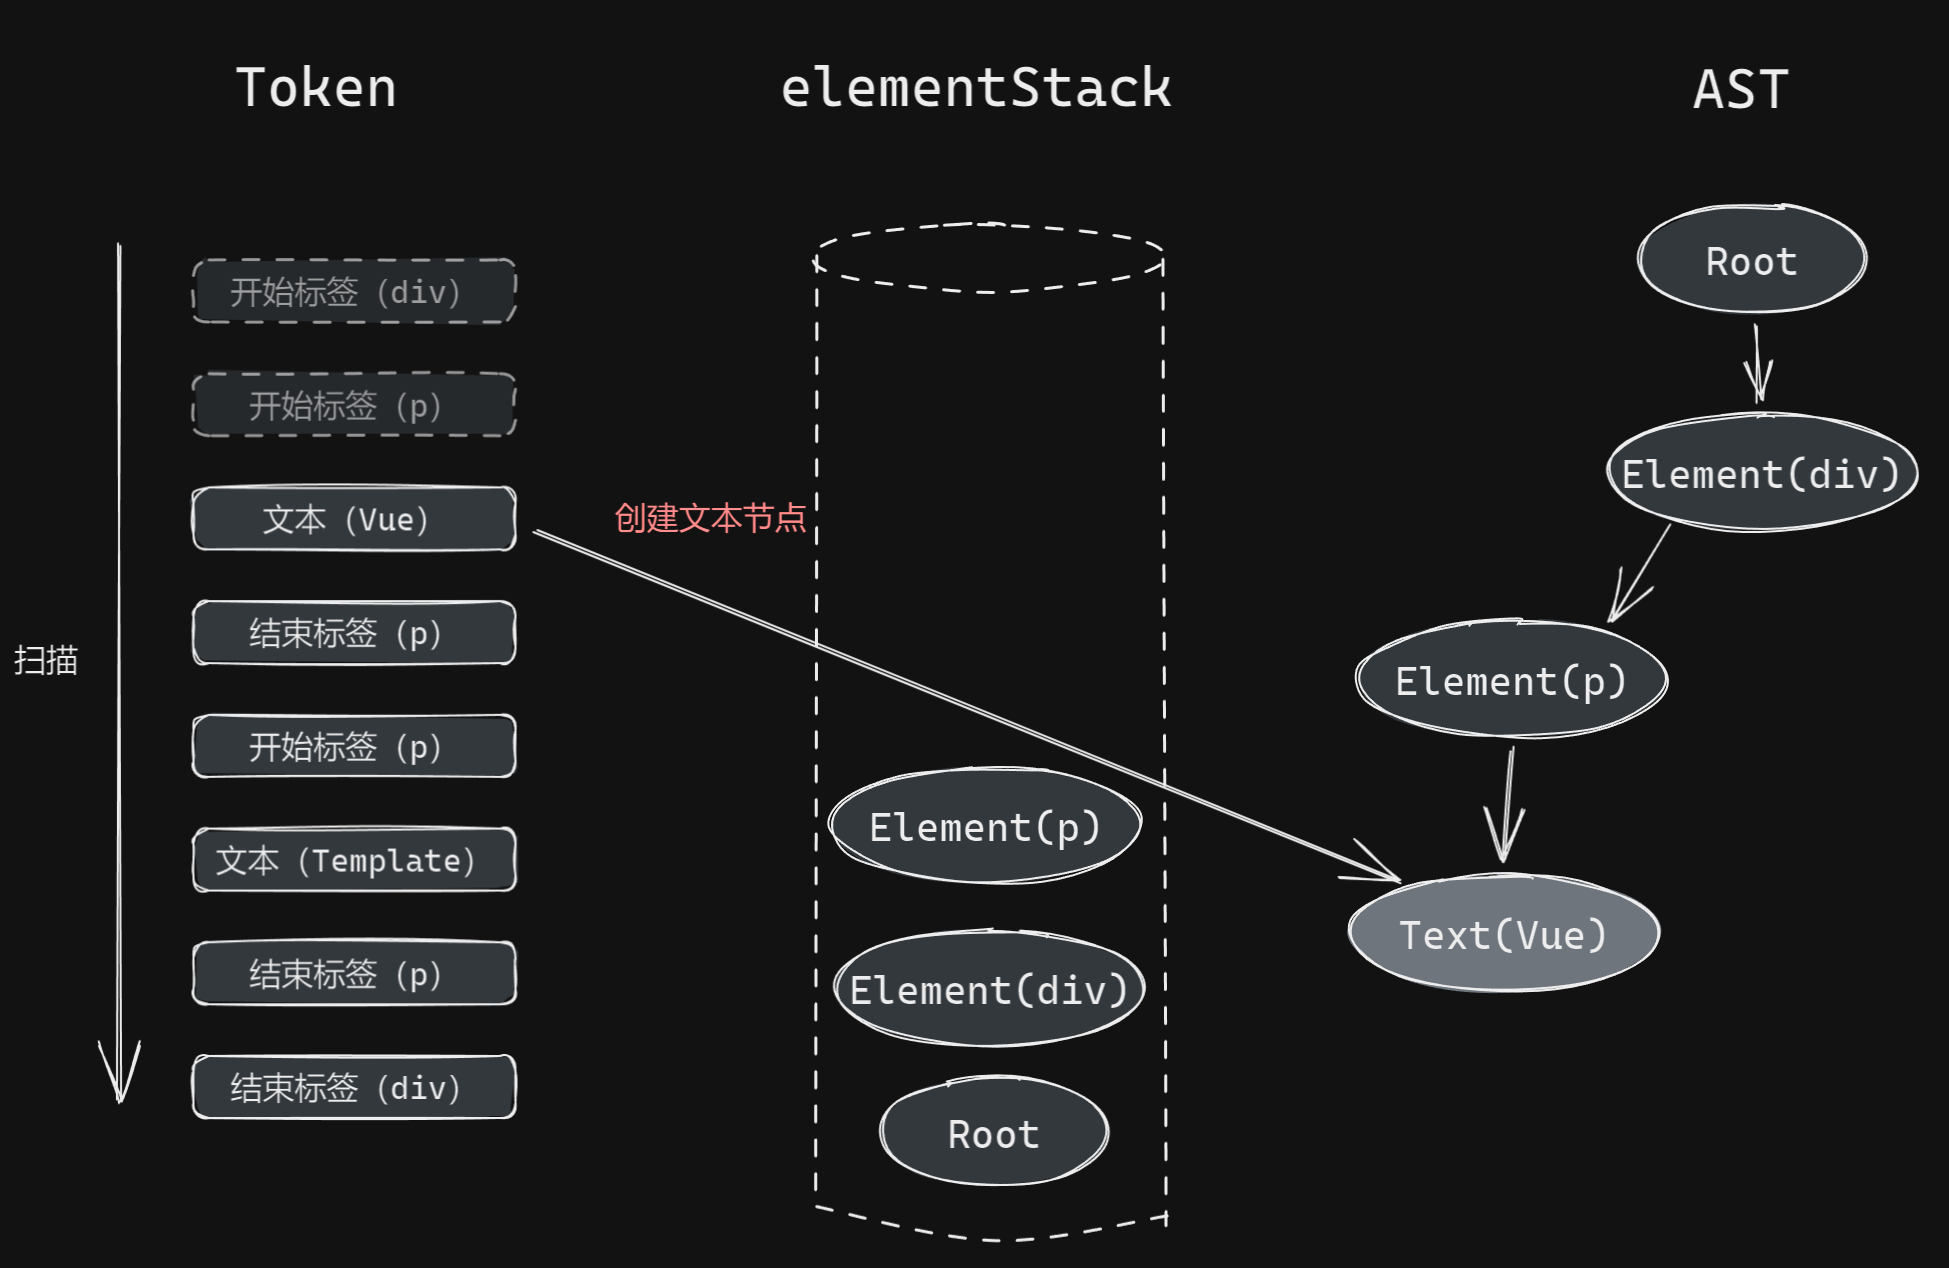 Token
elementStack
AST
扫描
开始标签（div）
开始标签（p）
文本（Vue）
结束标签（p）
开始标签（p）
文本（Template）
结束标签（p）
结束标签（div）
创建文本节点
Element(p)
Element(div)
Root
Root
Element(div)
Element(p)
Text(Vue)